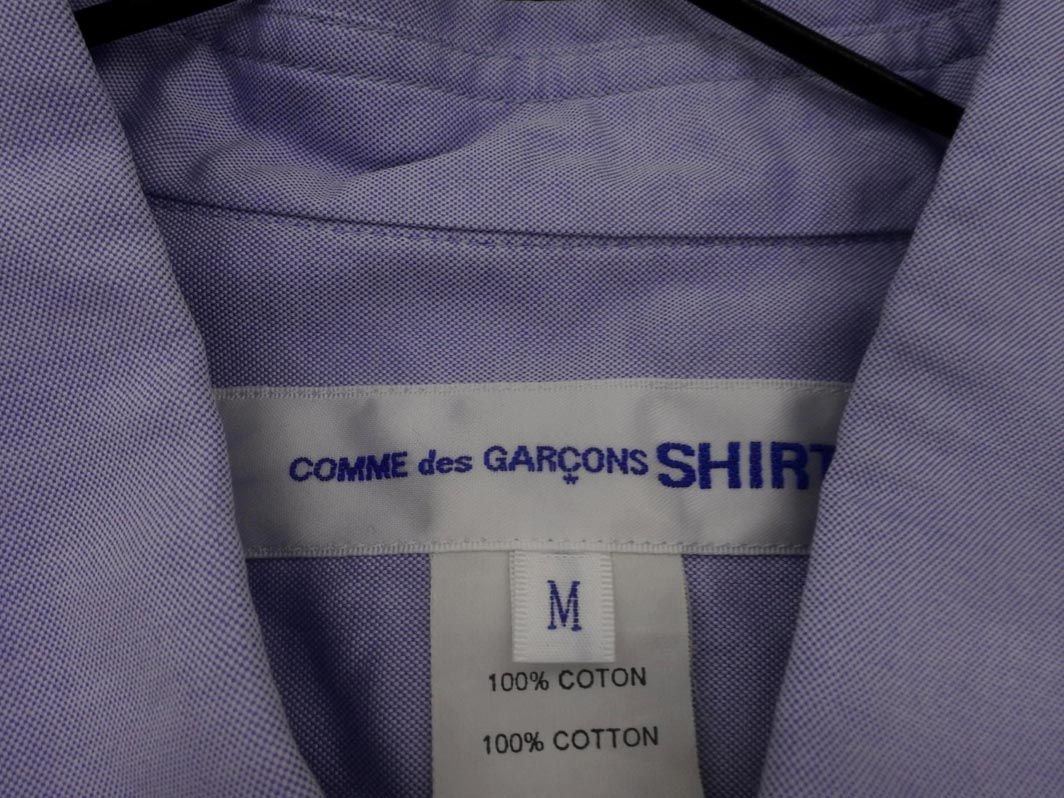 COMME des GARÇONS SHIRT
M
100% COTON
100% COTTON